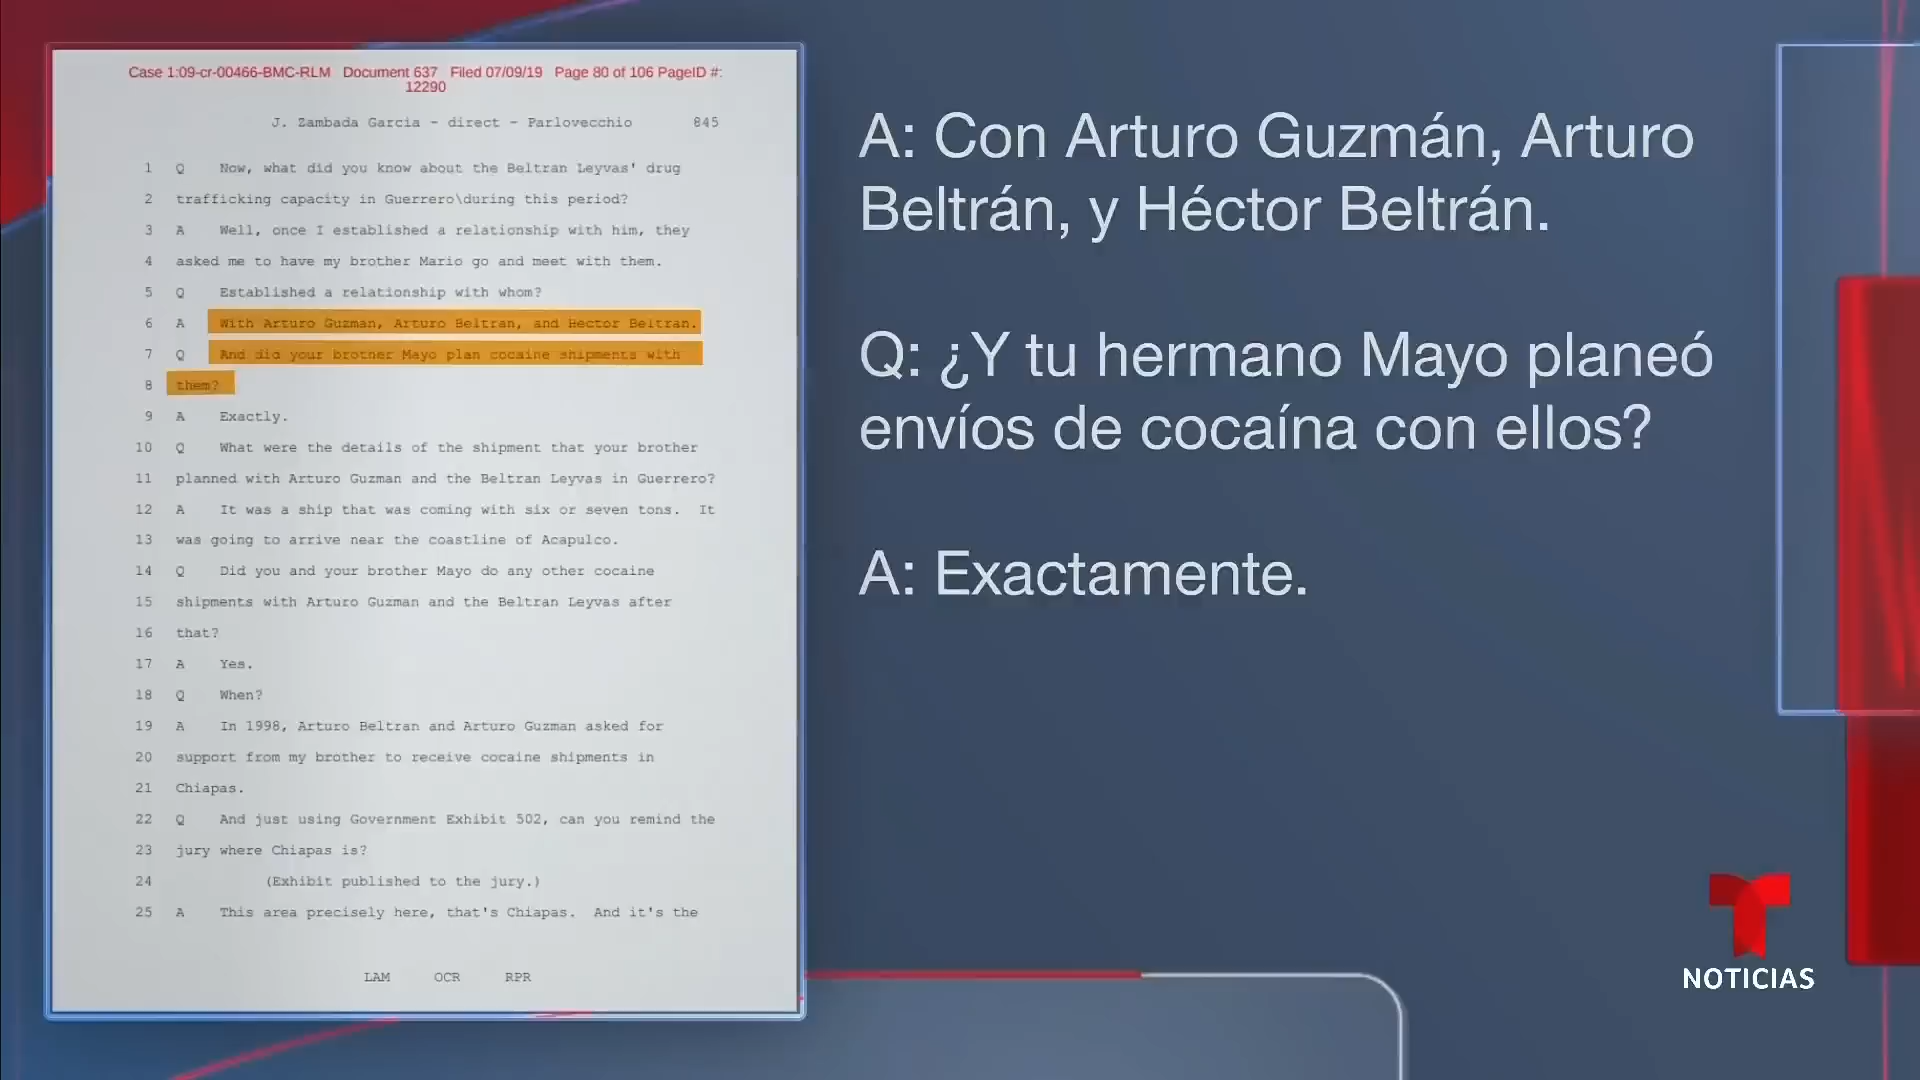 Case 1:09-cr-00466-BMC-RLM Document 637 Filed 07/09/19 Page 80 of 106 PageID #:
12290
J. Zambada Garcia - direct - Parlovecchio 845
1 Q Now, what did you know about the Beltran Leyvas' drug
2 trafficking capacity in Guerrero\during this period?
3 A Well, once I established a relationship with him, they
4 asked me to have my brother Mario go and meet with them.
5 Q Established a relationship with whom?
6 A With Arturo Guzman, Arturo Beltran, and Hector Beltran.
7 Q And did your brother Mayo plan cocaine shipments with
8 them?
9 A Exactly.
10 Q What were the details of the shipment that your brother
11 planned with Arturo Guzman and the Beltran Leyvas in Guerrero?
12 A It was a ship that was coming with six or seven tons. It
13 was going to arrive near the coastline of Acapulco.
14 Q Did you and your brother Mayo do any other cocaine
15 shipments with Arturo Guzman and the Beltran Leyvas after
16 that?
17 A Yes.
18 Q When?
19 A In 1998, Arturo Beltran and Arturo Guzman asked for
20 support from my brother to receive cocaine shipments in
21 Chiapas.
22 Q And just using Government Exhibit 502, can you remind the
23 jury where Chiapas is?
24 (Exhibit published to the jury.)
25 A This area precisely here, that's Chiapas. And it's the
LAM OCR RPR
A: Con Arturo Guzmán, Arturo
Beltrán, y Héctor Beltrán.
Q: ¿Y tu hermano Mayo planeó
envíos de cocaína con ellos?
A: Exactamente.
NOTICIAS